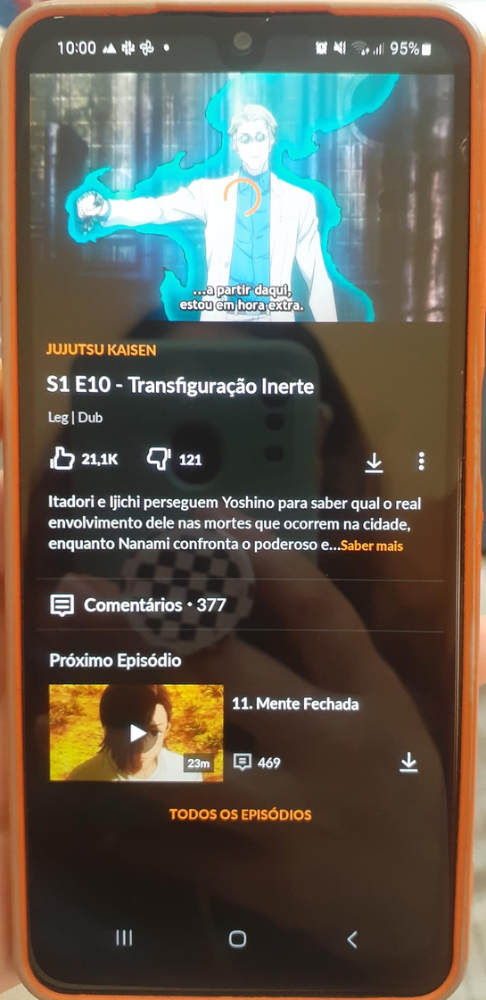 10:00
95%
...a partir daqui,
estou em hora extra.
JUJUTSU KAISEN
S1 E10 - Transfiguração Inerte
Leg | Dub
21,1K
121
Itadori e Ijichi perseguem Yoshino para saber qual o real
envolvimento dele nas mortes que ocorrem na cidade,
enquanto Nanami confronta o poderoso e...Saber mais
Comentários • 377
Próximo Episódio
11. Mente Fechada
23m
469
TODOS OS EPISÓDIOS